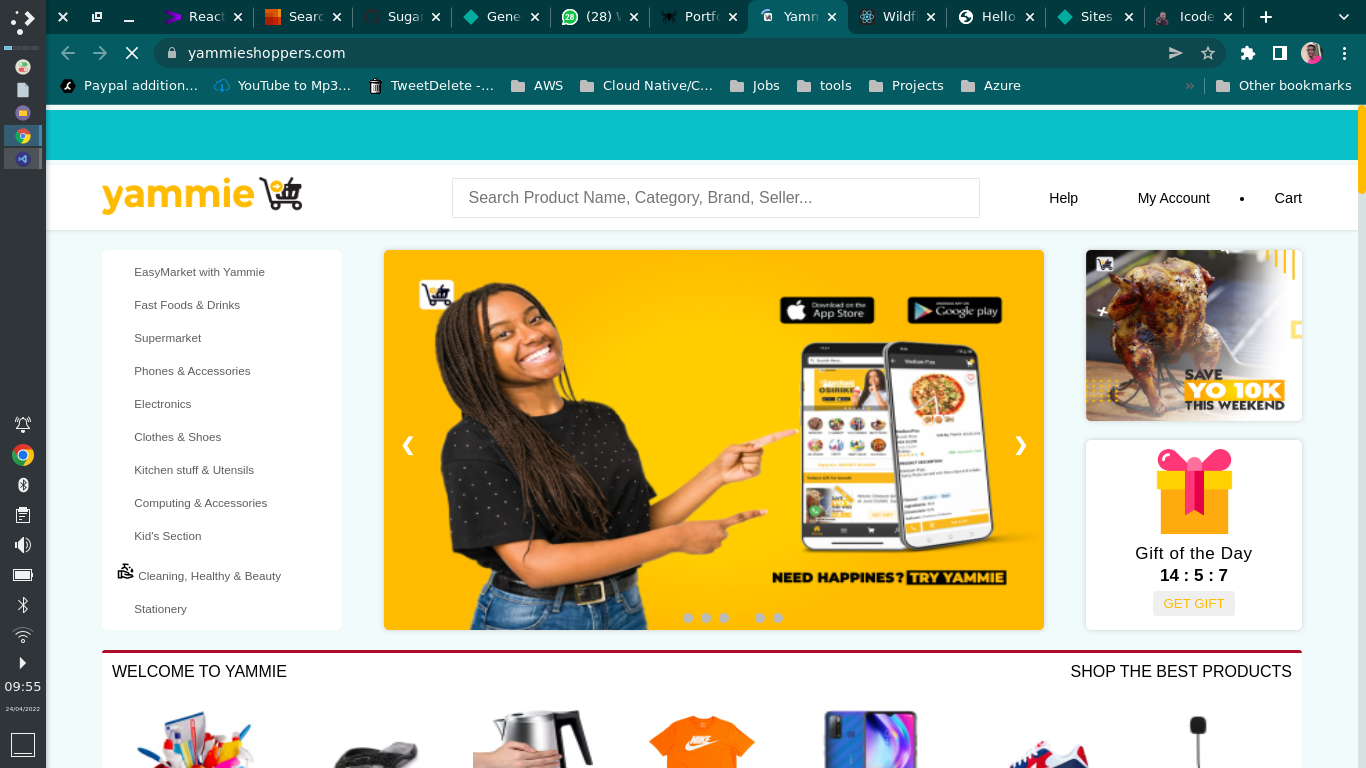 React
Searc
Sugar
Gene
(28) W
Portfo
Yamm
Wildfi
Hello
Sites
Icode
yammieshoppers.com
Paypal addition...
YouTube to Mp3...
TweetDelete -...
AWS
Cloud Native/C...
Jobs
tools
Projects
Azure
»
Other bookmarks
yammie
Search Product Name, Category, Brand, Seller...
Help
My Account
•
Cart
EasyMarket with Yammie
Fast Foods & Drinks
Supermarket
Phones & Accessories
Electronics
Clothes & Shoes
Kitchen stuff & Utensils
Computing & Accessories
Kid's Section
Cleaning, Healthy & Beauty
Stationery
Download on the
App Store
Google play
NEED HAPPINES? TRY YAMMIE
SAVE
YO 10K
THIS WEEKEND
Gift of the Day
14 : 5 : 7
GET GIFT
WELCOME TO YAMMIE
SHOP THE BEST PRODUCTS
NIKE
09:55
24/04/2022